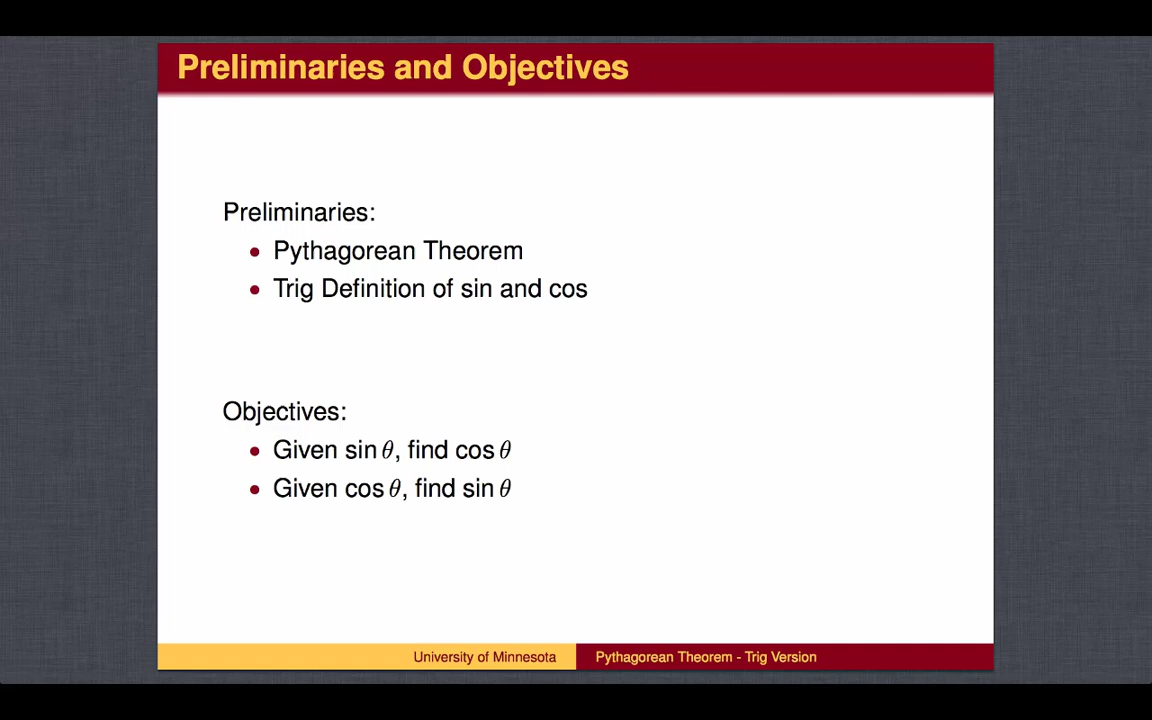 Preliminaries and Objectives
Preliminaries:
• Pythagorean Theorem
• Trig Definition of sin and cos
Objectives:
• Given sin θ, find cos θ
• Given cos θ, find sin θ
University of Minnesota
Pythagorean Theorem - Trig Version